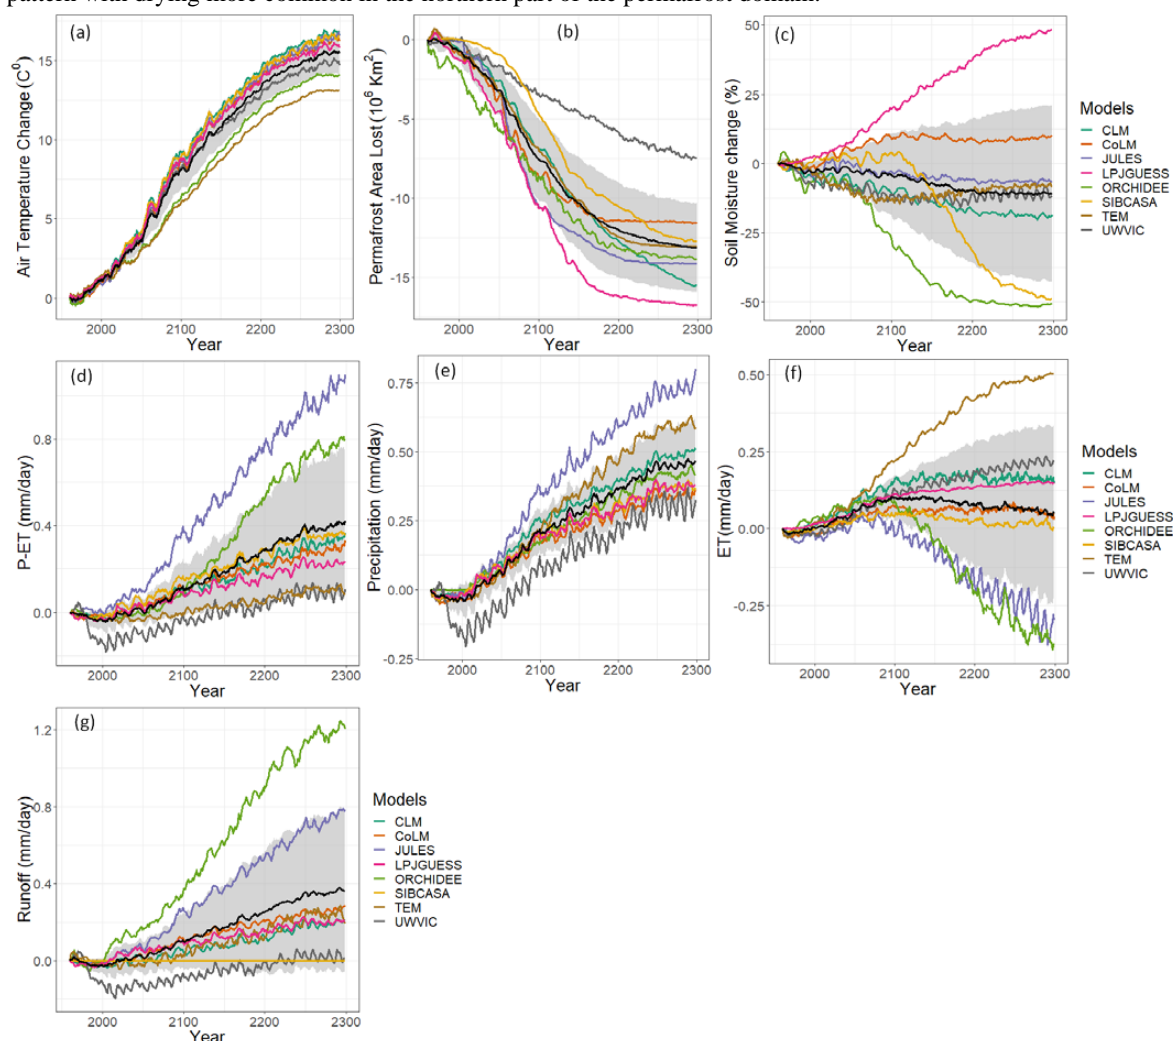 pattern with drying more common in the northern part of the permafrost domain.
(a)
Air Temperature Change (C⁰)
15
10
5
0
2000 2100 2200 2300
Year
(b)
Permafrost Area Lost (10⁶ Km²)
0
-5
-10
-15
2000 2100 2200 2300
Year
(c)
Soil Moisture change (%)
50
25
0
-25
-50
2000 2100 2200 2300
Year
Models
CLM
CoLM
JULES
LPJGUESS
ORCHIDEE
SIBCASA
TEM
UWVIC
(d)
P-ET (mm/day)
0.8
0.4
0.0
2000 2100 2200 2300
Year
(e)
Precipitation (mm/day)
0.75
0.50
0.25
0.00
-0.25
2000 2100 2200 2300
Year
(f)
ET(mm/day)
0.50
0.25
0.00
-0.25
2000 2100 2200 2300
Year
Models
CLM
CoLM
JULES
LPJGUESS
ORCHIDEE
SIBCASA
TEM
UWVIC
(g)
Runoff (mm/day)
1.2
0.8
0.4
0.0
2000 2100 2200 2300
Year
Models
CLM
CoLM
JULES
LPJGUESS
ORCHIDEE
SIBCASA
TEM
UWVIC